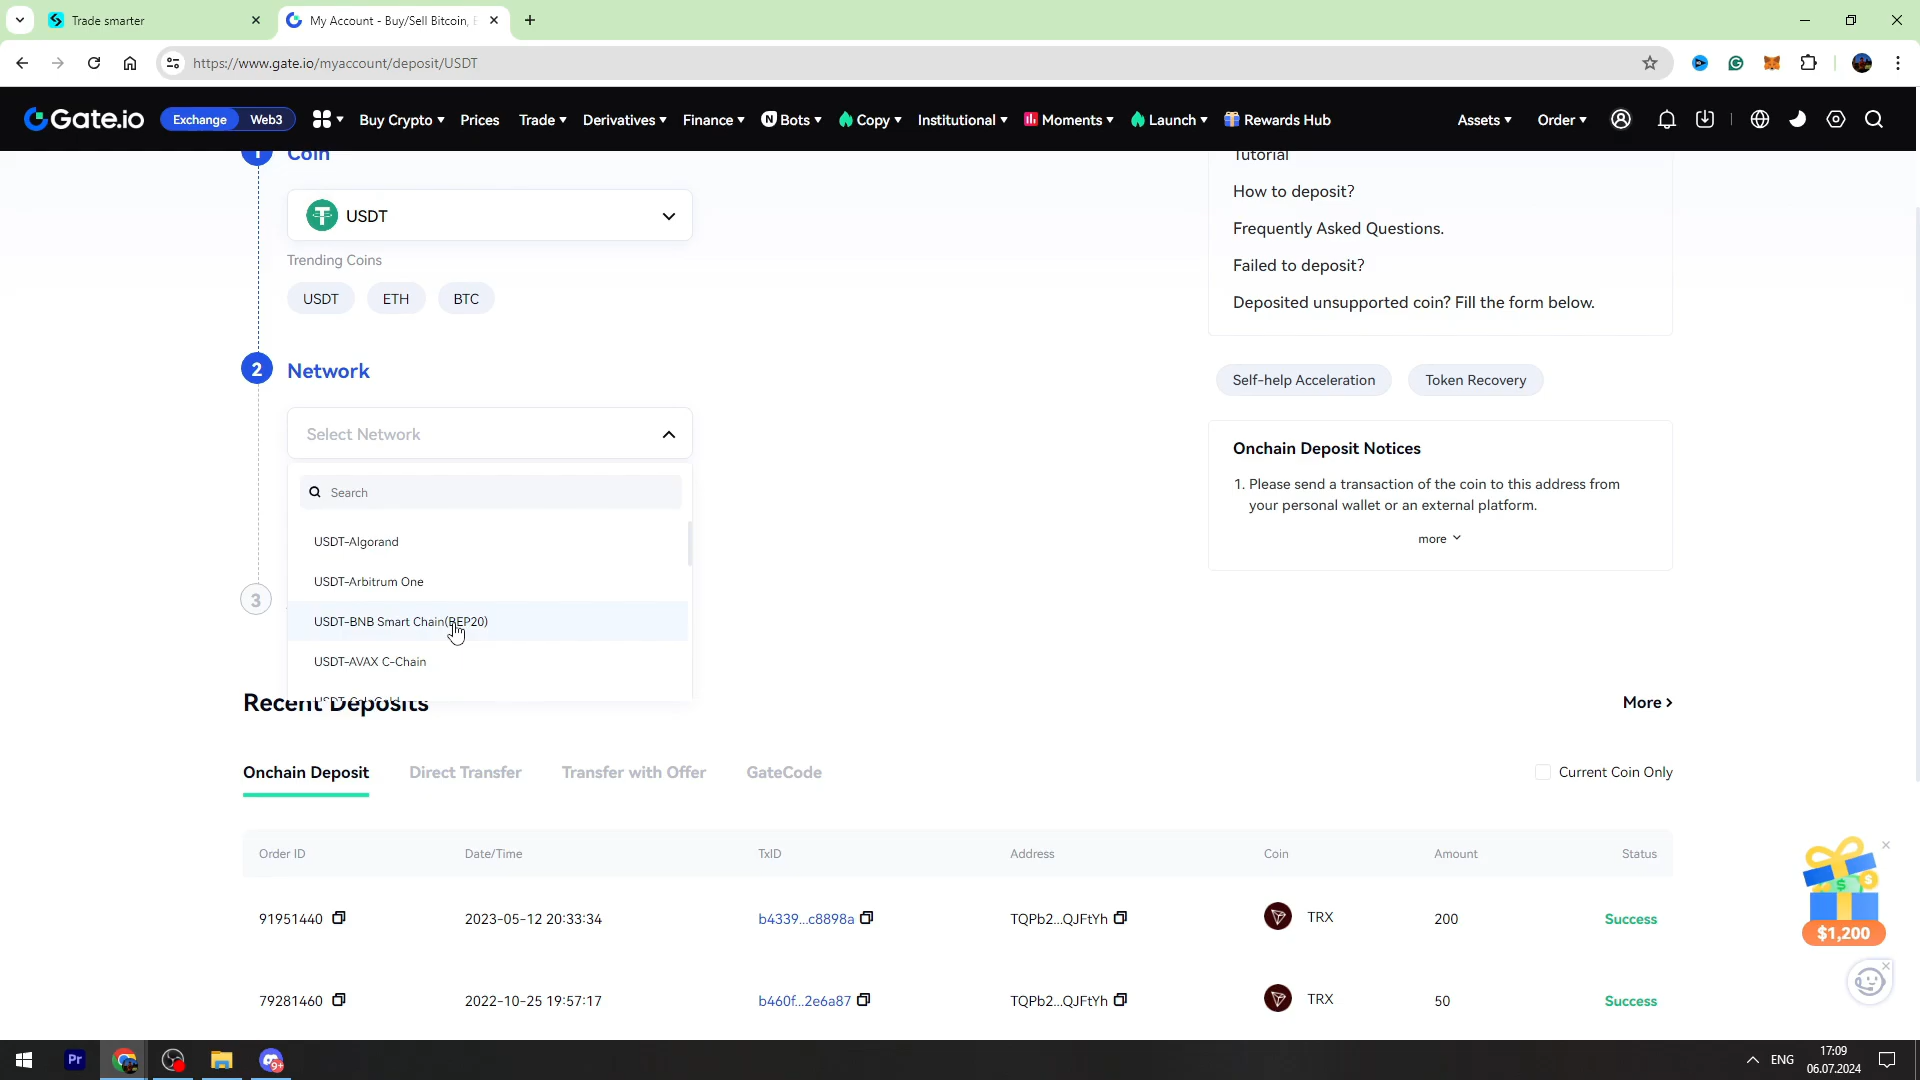 Trade smarter
My Account - Buy/Sell Bitcoin,
https://www.gate.io/myaccount/deposit/USDT
Gate.io
Exchange Web3 Buy Crypto Prices Trade Derivatives Finance Bots Copy Institutional Moments Launch Rewards Hub Assets Order
1 Coin
USDT
Trending Coins
USDT ETH BTC
2 Network
Select Network
Search
USDT-Algorand
USDT-Arbitrum One
USDT-BNB Smart Chain(BEP20)
USDT-AVAX C-Chain
3
Tutorial
How to deposit?
Frequently Asked Questions.
Failed to deposit?
Deposited unsupported coin? Fill the form below.
Self-help Acceleration Token Recovery
Onchain Deposit Notices
1. Please send a transaction of the coin to this address from
your personal wallet or an external platform.
more
Recent Deposits
More >
Onchain Deposit Direct Transfer Transfer with Offer GateCode
Current Coin Only
Order ID Date/Time TxID Address Coin Amount Status
91951440 2023-05-12 20:33:34 b4339...c8898a TQPb2...QJFtYh TRX 200 Success
79281460 2022-10-25 19:57:17 b460f...2e6a87 TQPb2...QJFtYh TRX 50 Success
$1,200
Pr
9+
ENG
17:09
06.07.2024